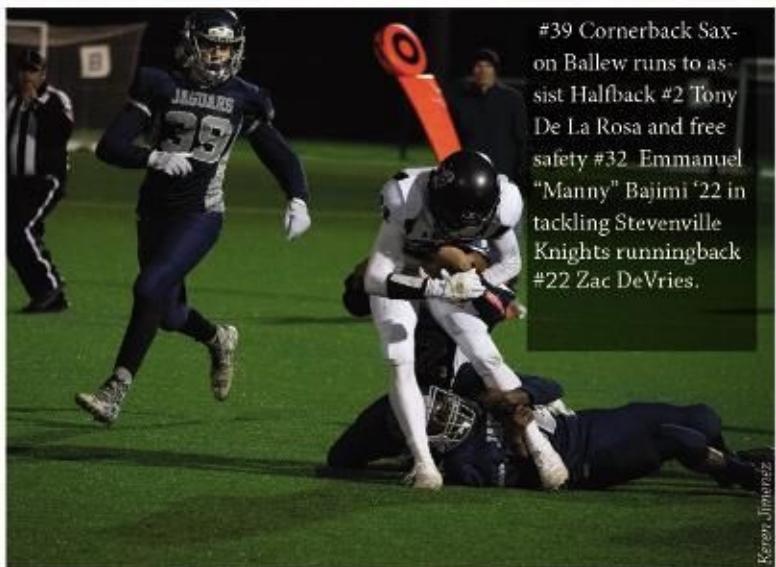 #39 Cornerback Sax-
on Ballew runs to as-
sist Halfback #2 Tony
De La Rosa and free
safety #32 Emmanuel
“Manny” Bajimi ‘22 in
tackling Stevenville
Knights runningback
#22 Zac DeVries.
B
JAGUARS
39
Keren Jimenez